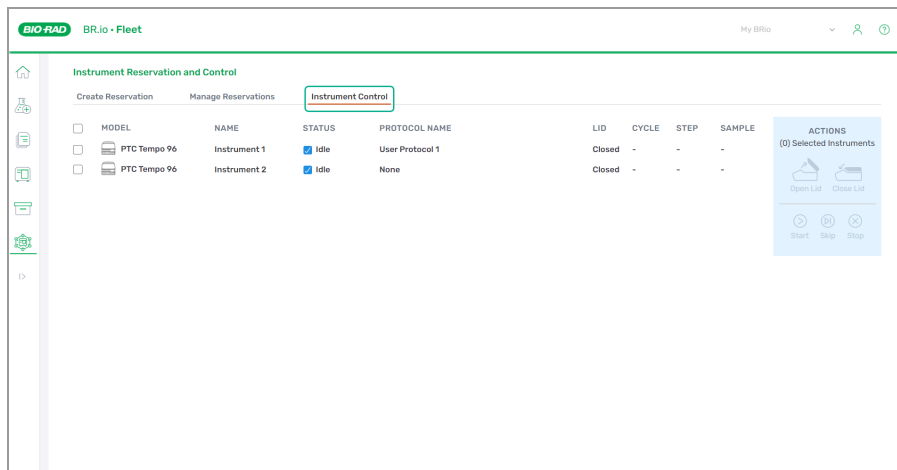 BIO-RAD BR.io • Fleet My BRio
Instrument Reservation and Control
Create Reservation Manage Reservations Instrument Control
MODEL NAME STATUS PROTOCOL NAME LID CYCLE STEP SAMPLE
PTC Tempo 96 Instrument 1 Idle User Protocol 1 Closed - - -
PTC Tempo 96 Instrument 2 Idle None Closed - - -
ACTIONS
(0) Selected Instruments
Open Lid Close Lid
Start Skip Stop